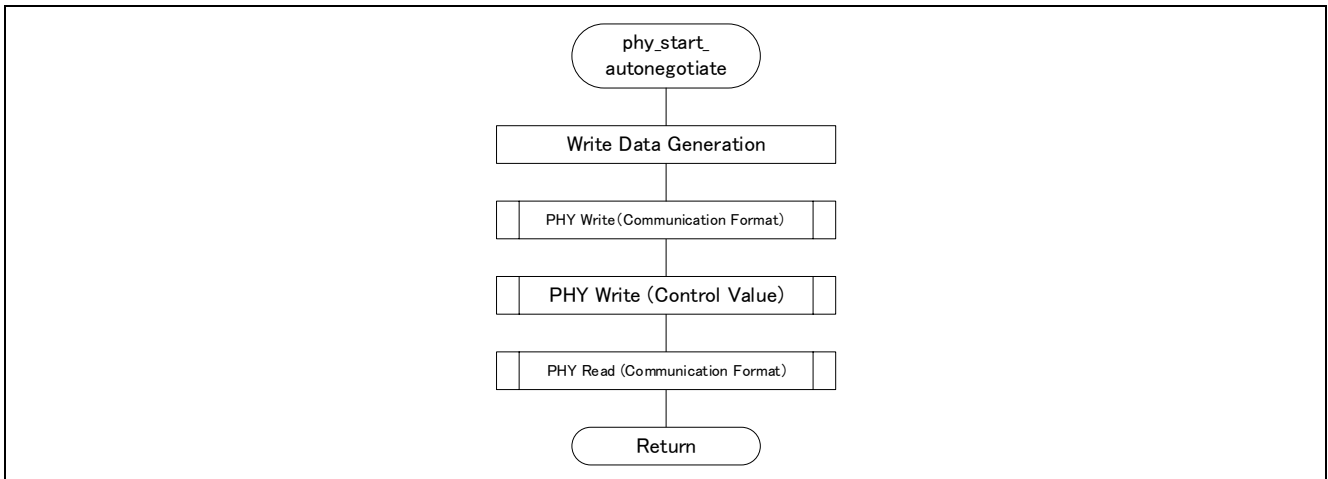 phy_start_
autonegotiate
Write Data Generation
PHY Write（Communication Format）
PHY Write （Control Value）
PHY Read （Communication Format）
Return